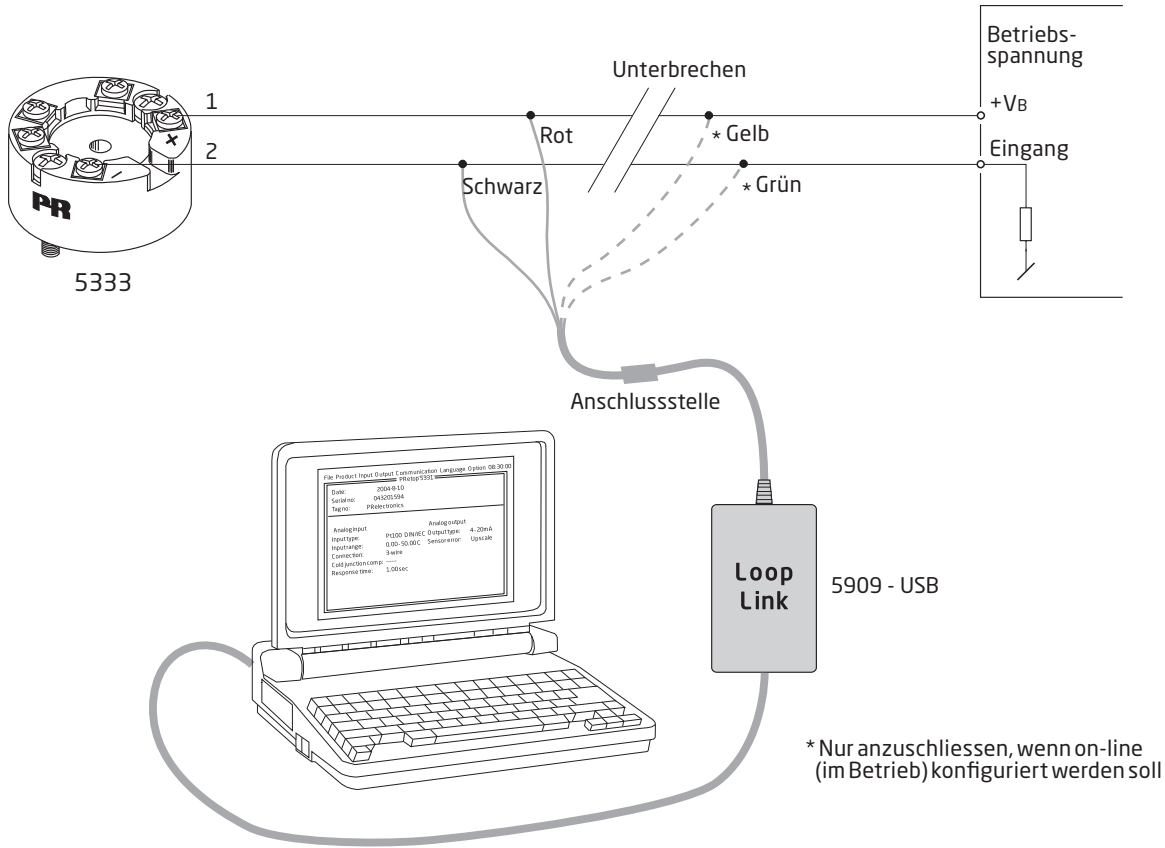 Betriebs-
spannung
Unterbrechen
1
+VB
Rot
* Gelb
2
Eingang
Schwarz
* Grün
PR
5333
Anschlussstelle
File Product Input Output Communication Language Option 08:30:00
PRetop 5331
Date: 2004-8-10
Serial no: 043201594
Tag no: PRelectronics
Analog input Analog output
Input type: Pt100 DIN/IEC Output type: 4-20mA
Input range: 0.00-50.00 C Sensor error: Upscale
Connection: 3-wire
Cold junction comp: -----
Response time: 1.00 sec
Loop
Link
5909 - USB
* Nur anzuschliessen, wenn on-line
(im Betrieb) konfiguriert werden soll